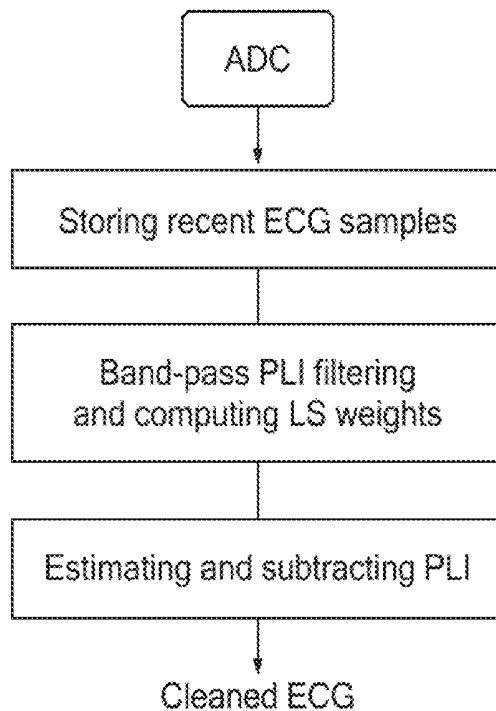 ADC
Storing recent ECG samples
Band-pass PLI filtering
and computing LS weights
Estimating and subtracting PLI
Cleaned ECG